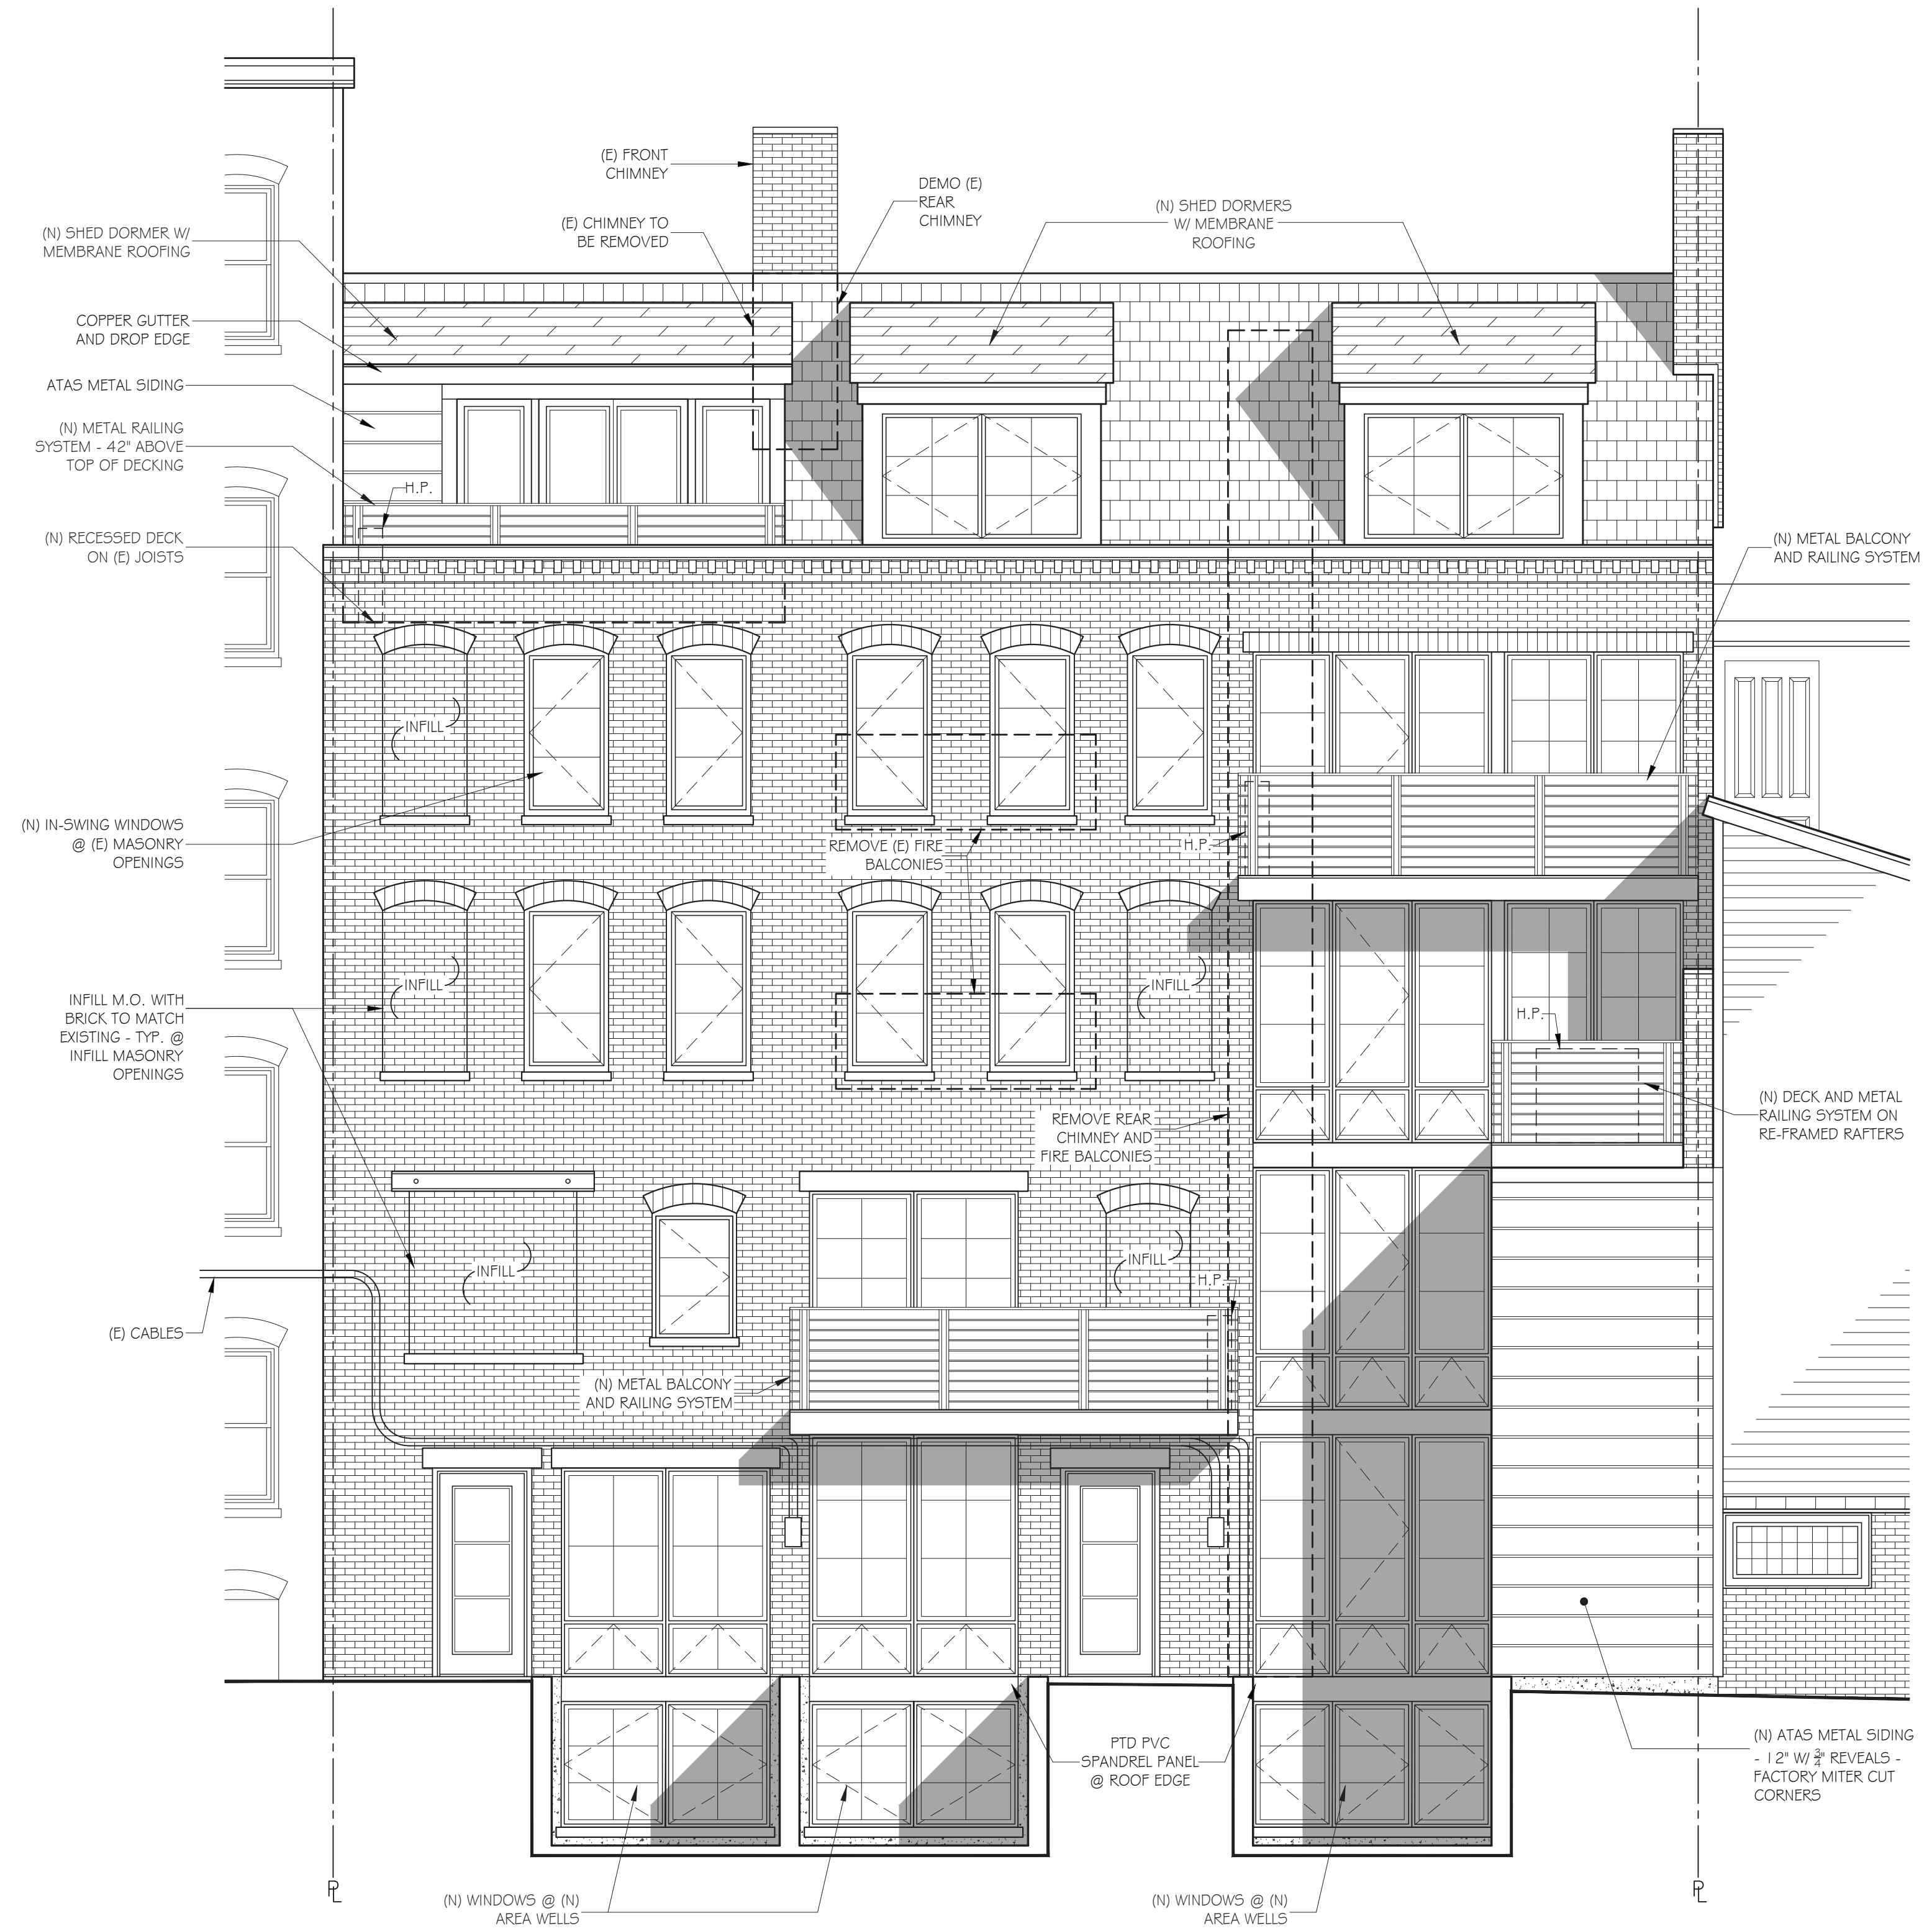 (E) FRONT
CHIMNEY
DEMO (E)
REAR
CHIMNEY
(E) CHIMNEY TO
BE REMOVED
(N) SHED DORMERS
W/ MEMBRANE
ROOFING
(N) SHED DORMER W/
MEMBRANE ROOFING
COPPER GUTTER
AND DROP EDGE
ATAS METAL SIDING
(N) METAL RAILING
SYSTEM - 42" ABOVE
TOP OF DECKING
H.P.
(N) RECESSED DECK
ON (E) JOISTS
(N) METAL BALCONY
AND RAILING SYSTEM
INFILL
(N) IN-SWING WINDOWS
@ (E) MASONRY
OPENINGS
REMOVE (E) FIRE
BALCONIES
H.P.
INFILL
INFILL
H.P.
INFILL M.O. WITH
BRICK TO MATCH
EXISTING - TYP. @
INFILL MASONRY
OPENINGS
REMOVE REAR
CHIMNEY AND
FIRE BALCONIES
(N) DECK AND METAL
RAILING SYSTEM ON
RE-FRAMED RAFTERS
INFILL
INFILL
H.P.
(E) CABLES
(N) METAL BALCONY
AND RAILING SYSTEM
PTD PVC
SPANDREL PANEL
@ ROOF EDGE
(N) ATAS METAL SIDING
- 12" W/ 3/4" REVEALS -
FACTORY MITER CUT
CORNERS
PL
PL
(N) WINDOWS @ (N)
AREA WELLS
(N) WINDOWS @ (N)
AREA WELLS